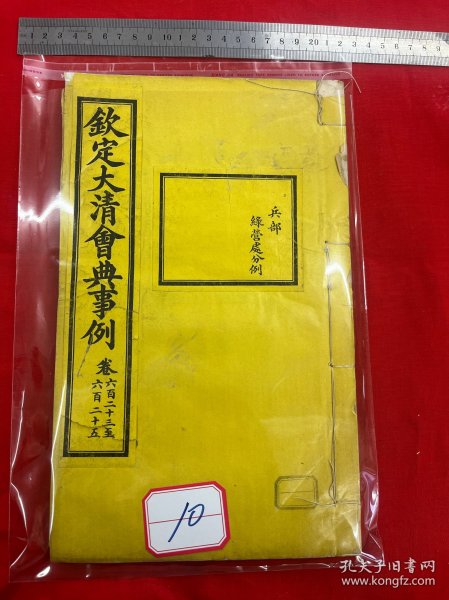 欽定大清會典事例
卷六百二十三至
六百二十五
兵部
綠營處分例
10
孔夫子旧书网
www.kongfz.com